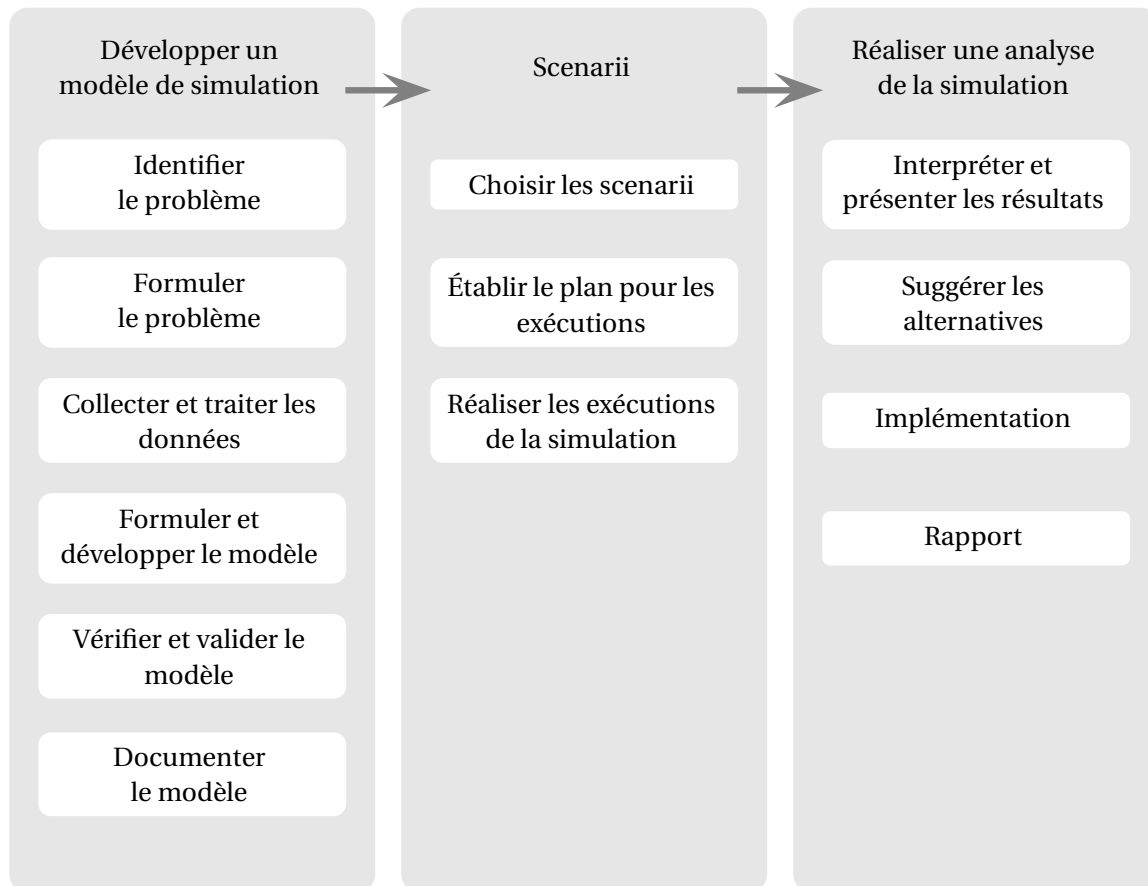 Développer un
modèle de simulation
Identifier
le problème
Formuler
le problème
Collecter et traiter les
données
Formuler et
développer le modèle
Vérifier et valider le
modèle
Documenter
le modèle
Scenarii
Choisir les scenarii
Établir le plan pour les
exécutions
Réaliser les exécutions
de la simulation
Réaliser une analyse
de la simulation
Interpréter et
présenter les résultats
Suggérer les
alternatives
Implémentation
Rapport